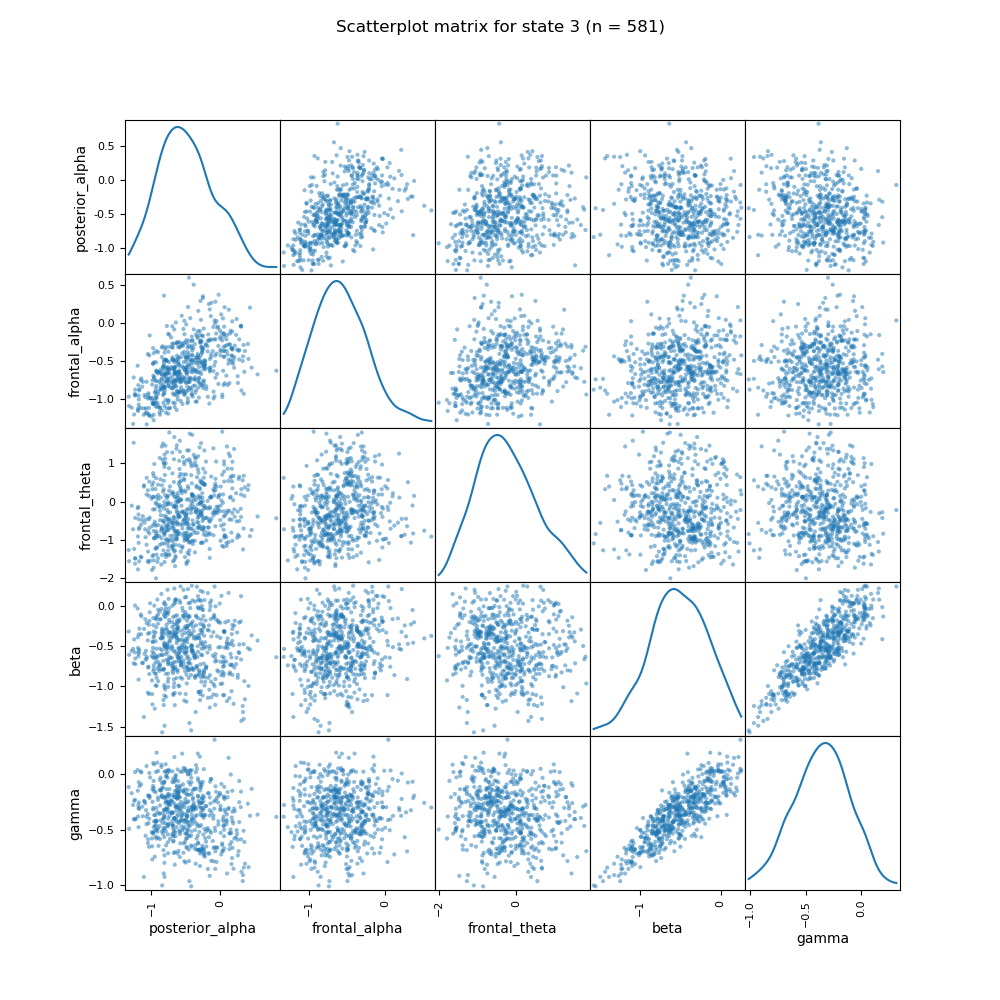 Scatterplot matrix for state 3 (n = 581)
posterior_alpha
0.5
0.0
−0.5
−1.0
frontal_alpha
0.5
0.0
−0.5
−1.0
frontal_theta
1
0
−1
−2
beta
0.0
−0.5
−1.0
−1.5
gamma
0.0
−0.5
−1.0
−1 0 −1 0 −2 0 −1 0 −1.0 −0.5 0.0
posterior_alpha frontal_alpha frontal_theta beta gamma